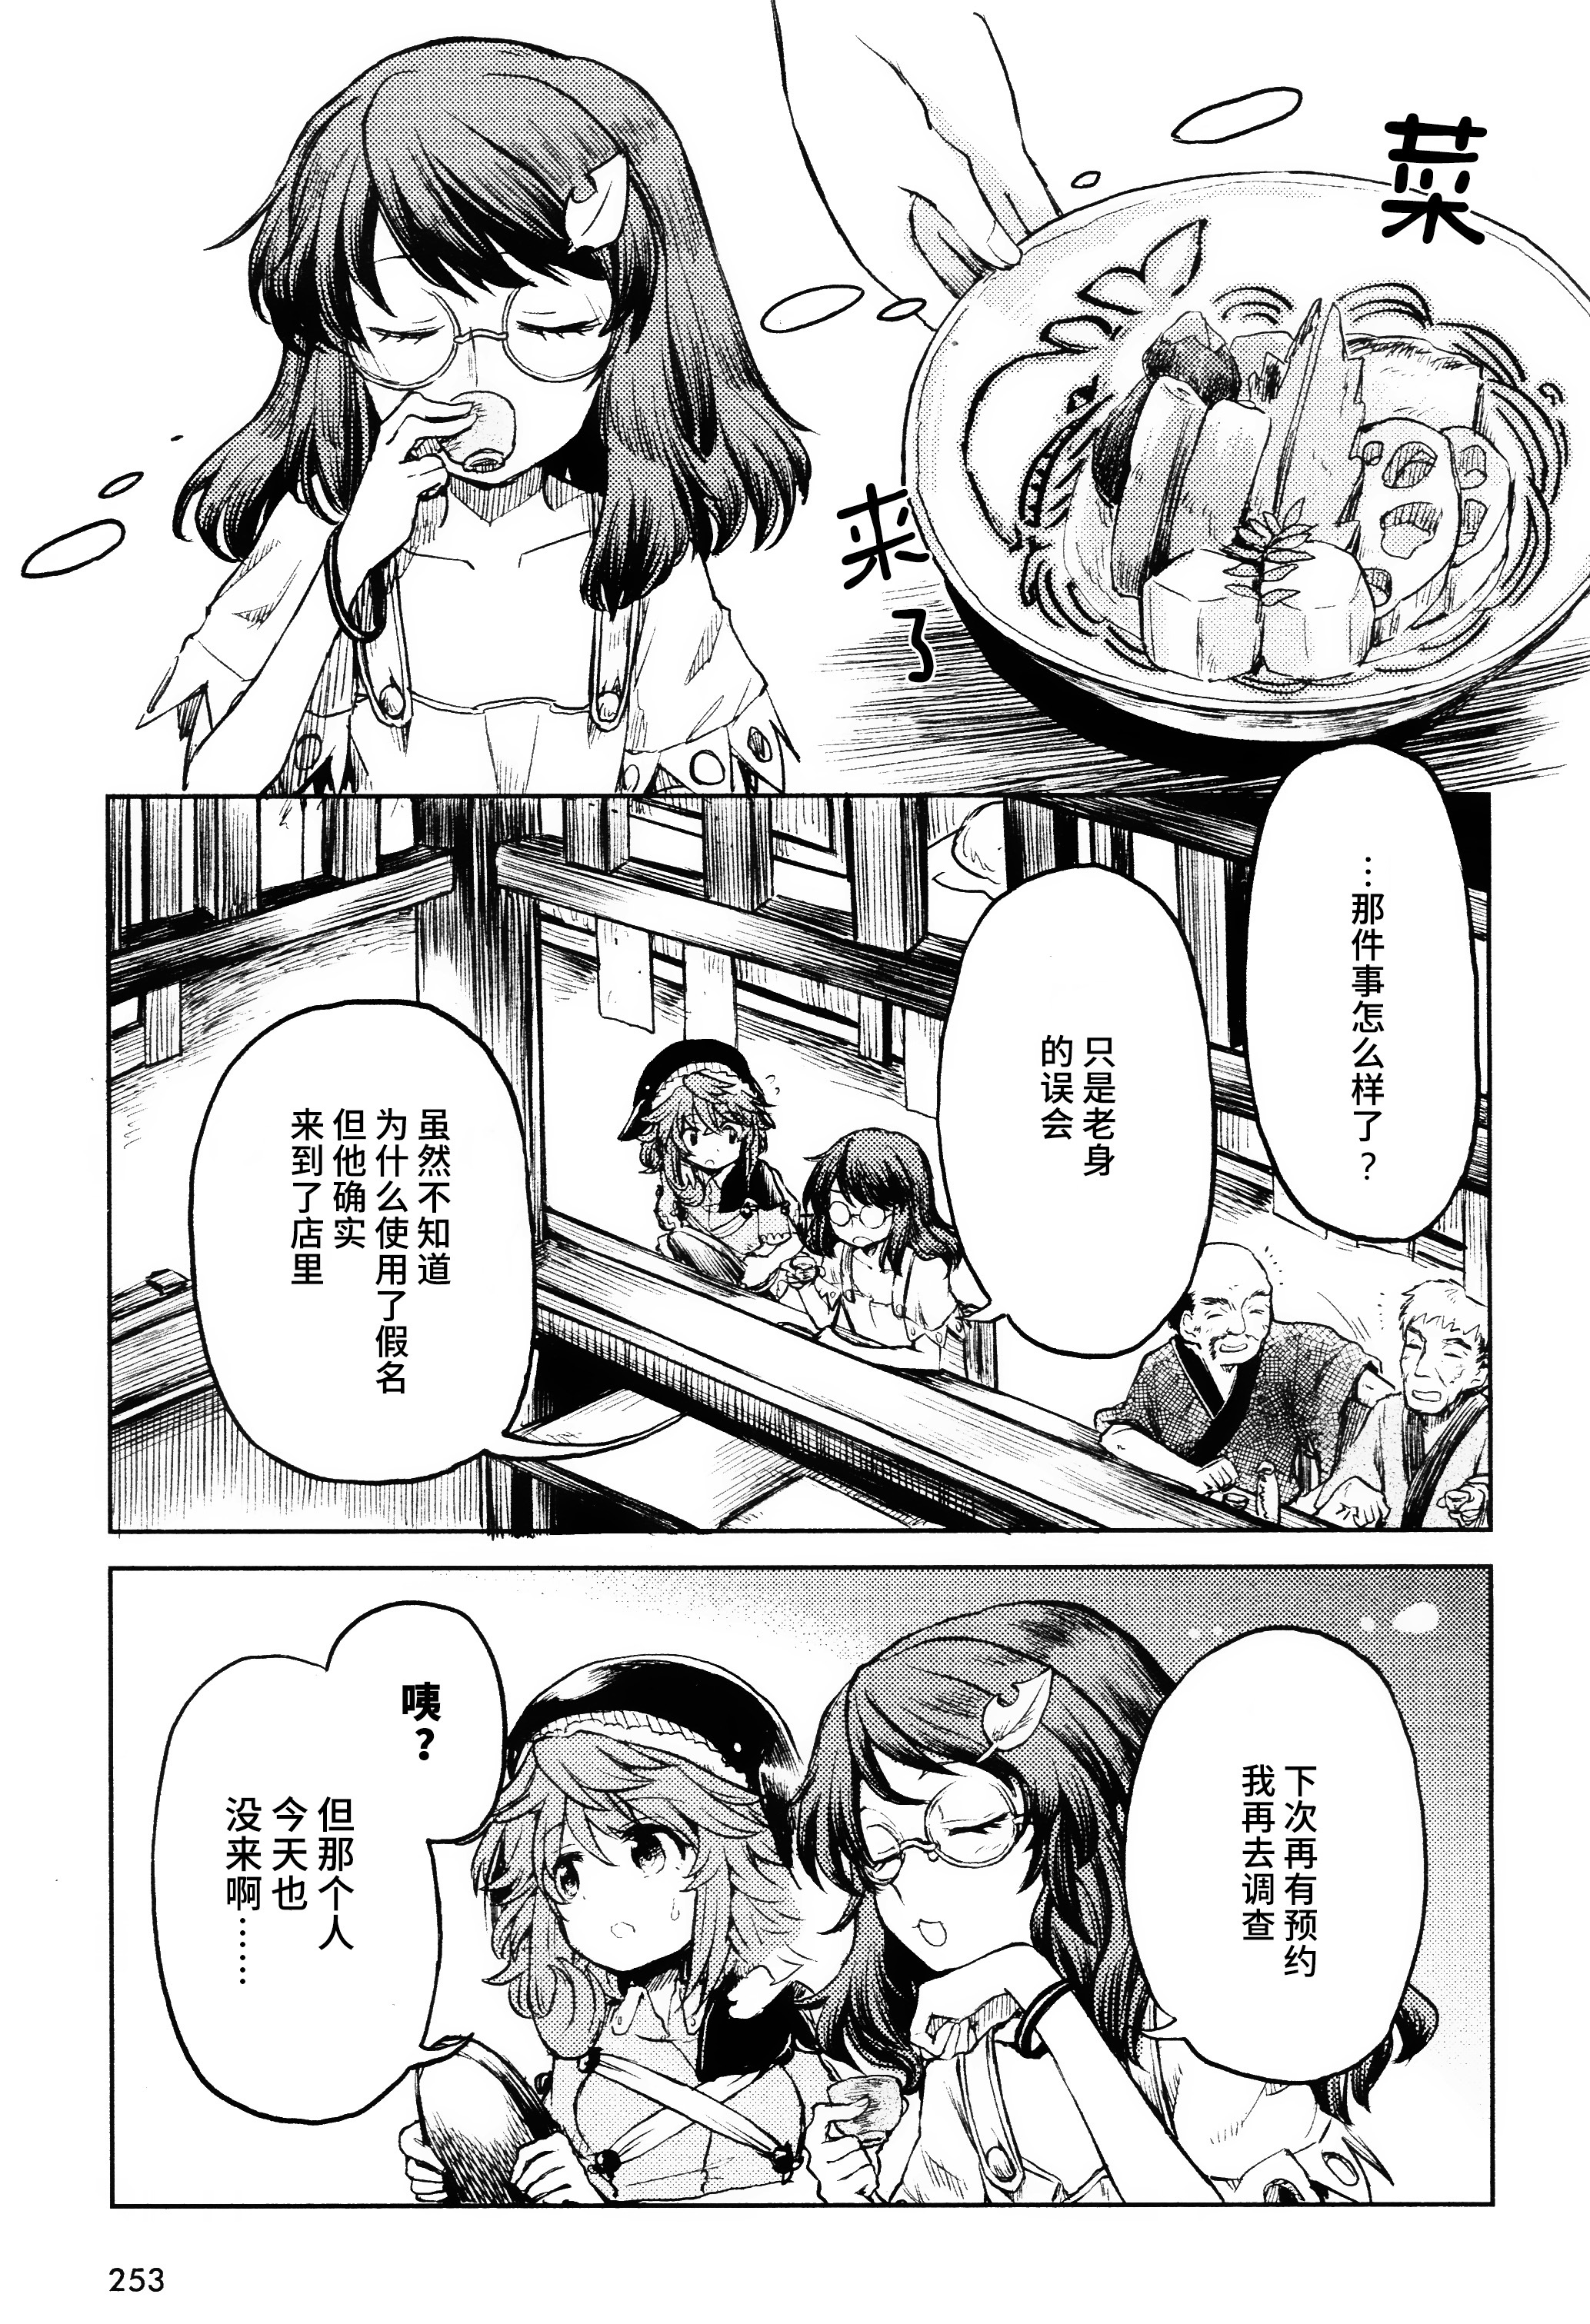 菜
来
了
…那件事怎么样了？
只是老身
的误会
虽然不知道
为什么使用了假名
但他确实
来到了店里
下次再有预约
我再去调查
咦？
但那个人
今天也
没来啊……
253